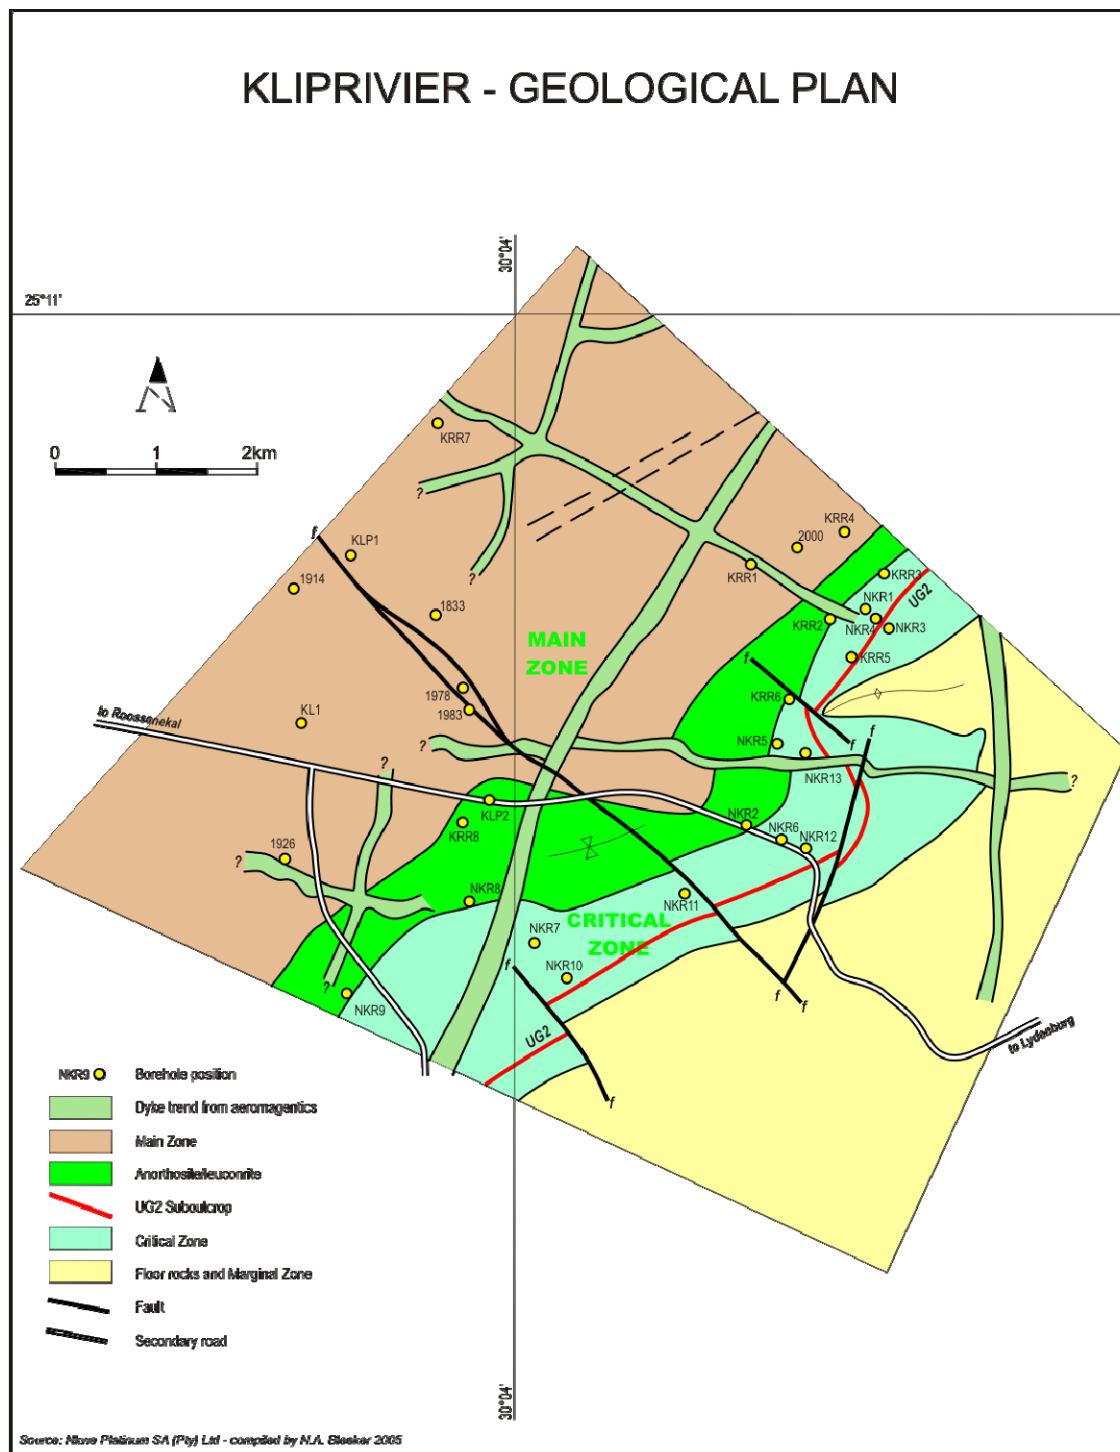 KLIPRIVIER - GEOLOGICAL PLAN
30°04'
25°11'
0 1 2km
KRR7
?
?
f
KLP1
1914
1833
2000
KRR4
KRR1
KRR3
UG2
NKR1
KRR2
NKR4
NKR3
KRR5
MAIN
ZONE
f
KRR6
1978
1983
KL1
to Roossenekal
?
NKR5
f
f
NKR13
?
?
KLP2
KRR8
NKR2
NKR6
NKR12
1926
?
NKR8
NKR11
CRITICAL
ZONE
NKR7
f
NKR10
?
NKR9
f
f
UG2
to Lydenburg
f
NKR9 Borehole position
Dyke trend from aeromagentics
Main Zone
Anorthosite/leuconrite
UG2 Suboutcrop
Critical Zone
Floor rocks and Marginal Zone
Fault
Secondary road
30°04'
Source: Nkwe Platinum SA (Pty) Ltd - compiled by N.A. Bleeker 2005